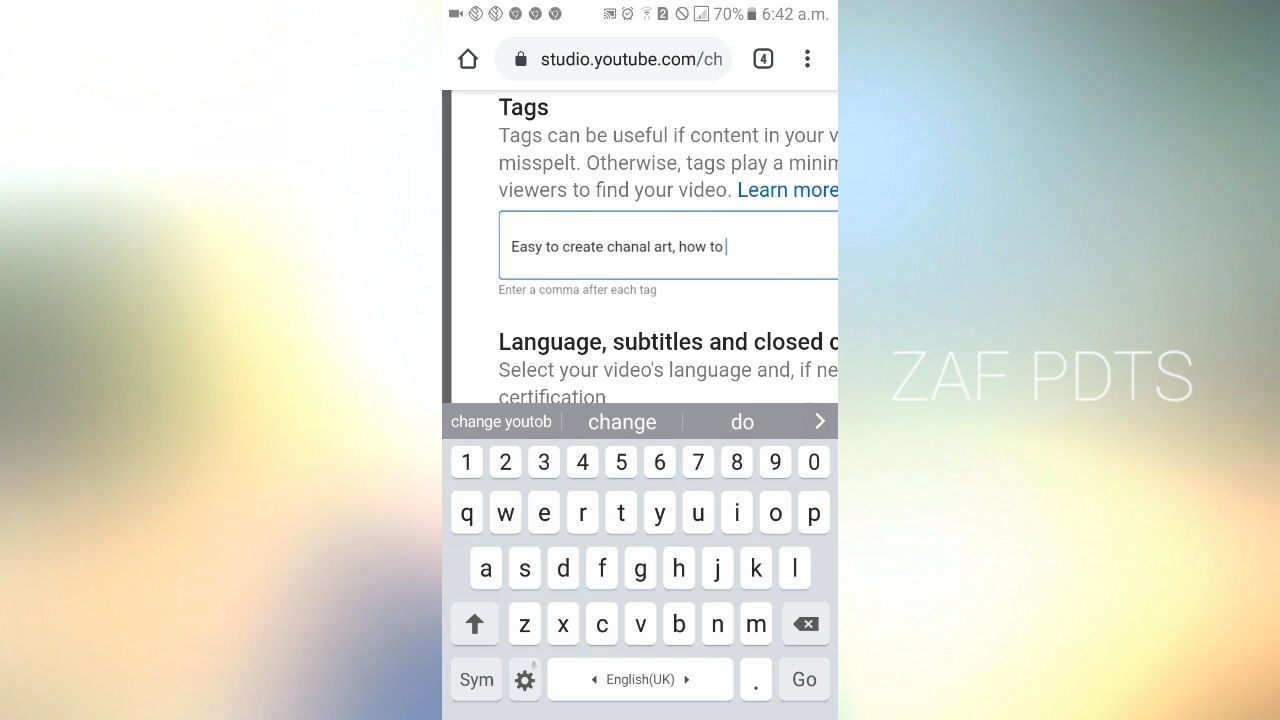 70% 6:42 a.m.
studio.youtube.com/ch
4
Tags
Tags can be useful if content in your v
misspelt. Otherwise, tags play a minim
viewers to find your video. Learn more
Easy to create chanal art, how to
Enter a comma after each tag
Language, subtitles and closed c
Select your video's language and, if ne
certification
change youtob change do
1 2 3 4 5 6 7 8 9 0
q w e r t y u i o p
a s d f g h j k l
z x c v b n m
Sym English(UK) . Go
ZAF PDTS